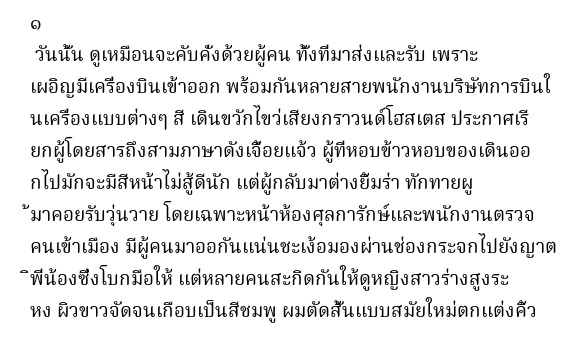 ๑
วันนั้น ดูเหมือนจะคับคั่งด้วยผู้คน ทั้งที่มาส่งและรับ เพราะ
เผอิญมีเครื่องบินเข้าออก พร้อมกันหลายสายพนักงานบริษัทการบินใ
นเครื่องแบบต่างๆ สี เดินขวักไขว่เสียงกราวนด์โฮสเตส ประกาศเรี
ยกผู้โดยสารถึงสามภาษาดังเจื้อยแจ้ว ผู้ที่หอบข้าวหอบของเดินออ
กไปมักจะมีสีหน้าไม่สู้ดีนัก แต่ผู้กลับมาต่างยิ้มร่า ทักทายผู
้มาคอยรับวุ่นวาย โดยเฉพาะหน้าห้องศุลการักษ์และพนักงานตรวจ
คนเข้าเมือง มีผู้คนมาออกันแน่นชะเง้อมองผ่านช่องกระจกไปยังญาต
ิพี่น้องซึ่งโบกมือให้ แต่หลายคนสะกิดกันให้ดูหญิงสาวร่างสูงระ
หง ผิวขาวจัดจนเกือบเป็นสีชมพู ผมตัดสั้นแบบสมัยใหม่ตกแต่งคิ้ว